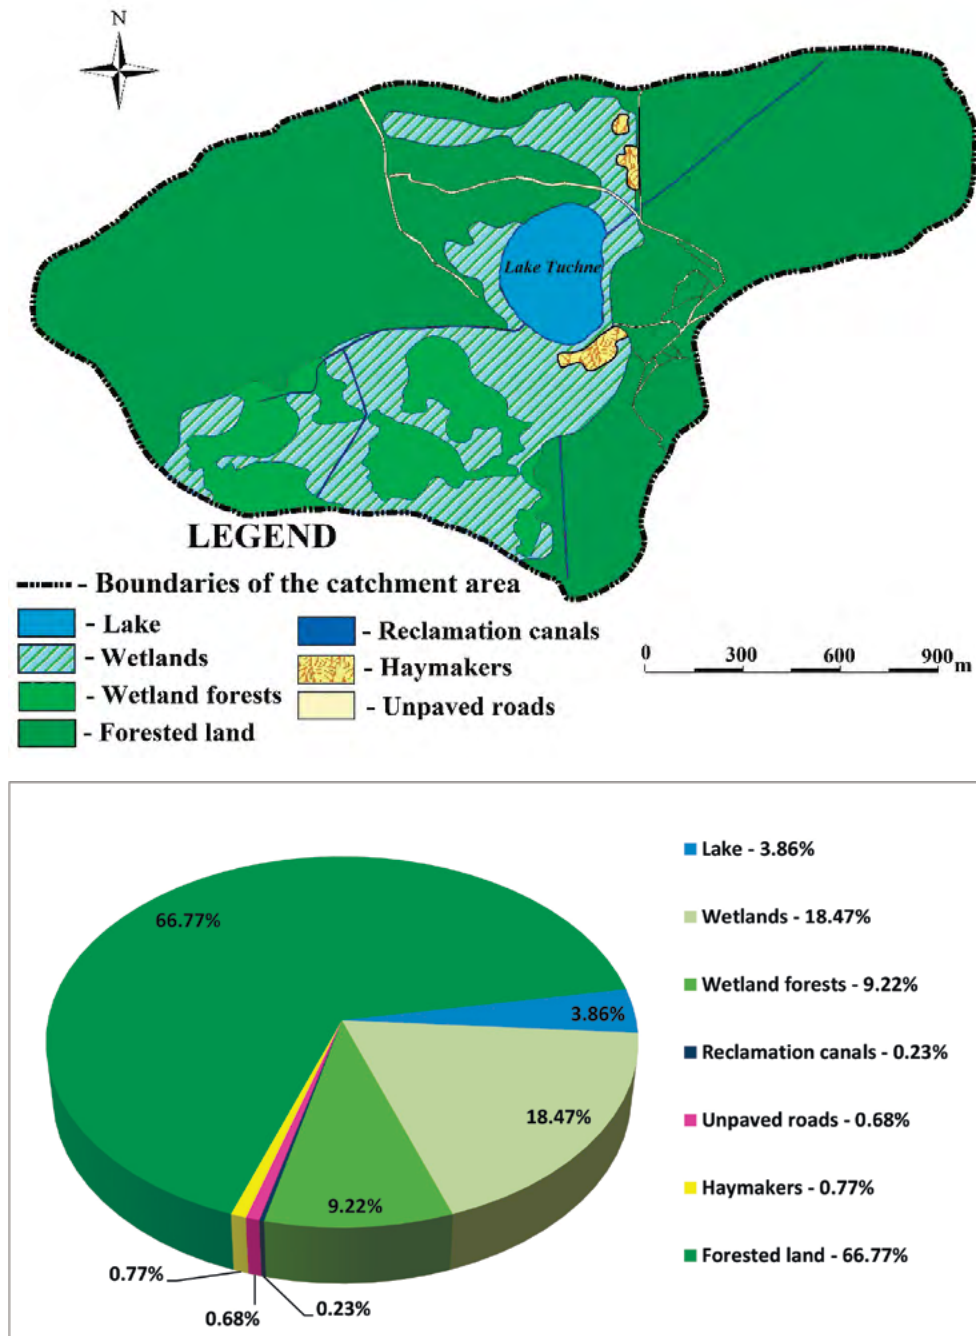 N
Lake Tuchne
LEGEND
- Boundaries of the catchment area
- Lake
- Wetlands
- Wetland forests
- Forested land
- Reclamation canals
- Haymakers
- Unpaved roads
0 300 600 900 m
66.77%
3.86%
18.47%
9.22%
0.77%
0.68%
0.23%
Lake - 3.86%
Wetlands - 18.47%
Wetland forests - 9.22%
Reclamation canals - 0.23%
Unpaved roads - 0.68%
Haymakers - 0.77%
Forested land - 66.77%